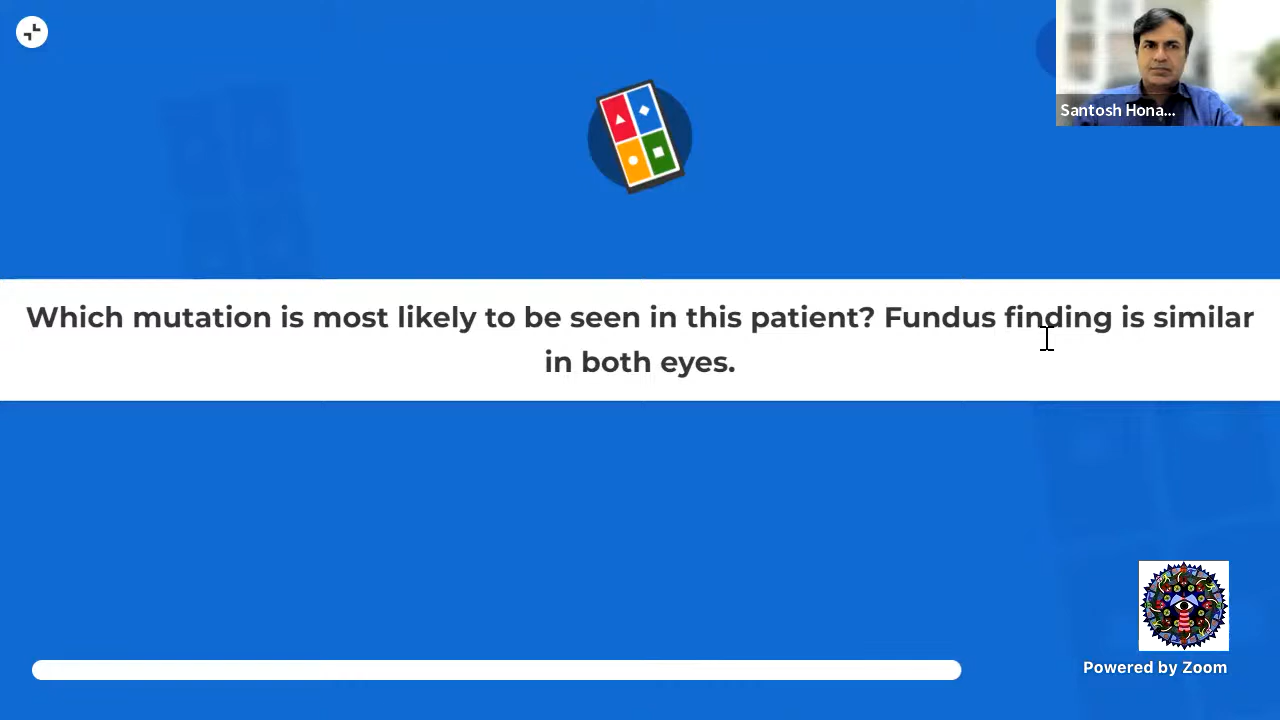 Santosh Hona...
Which mutation is most likely to be seen in this patient? Fundus finding is similar
in both eyes.
Powered by Zoom